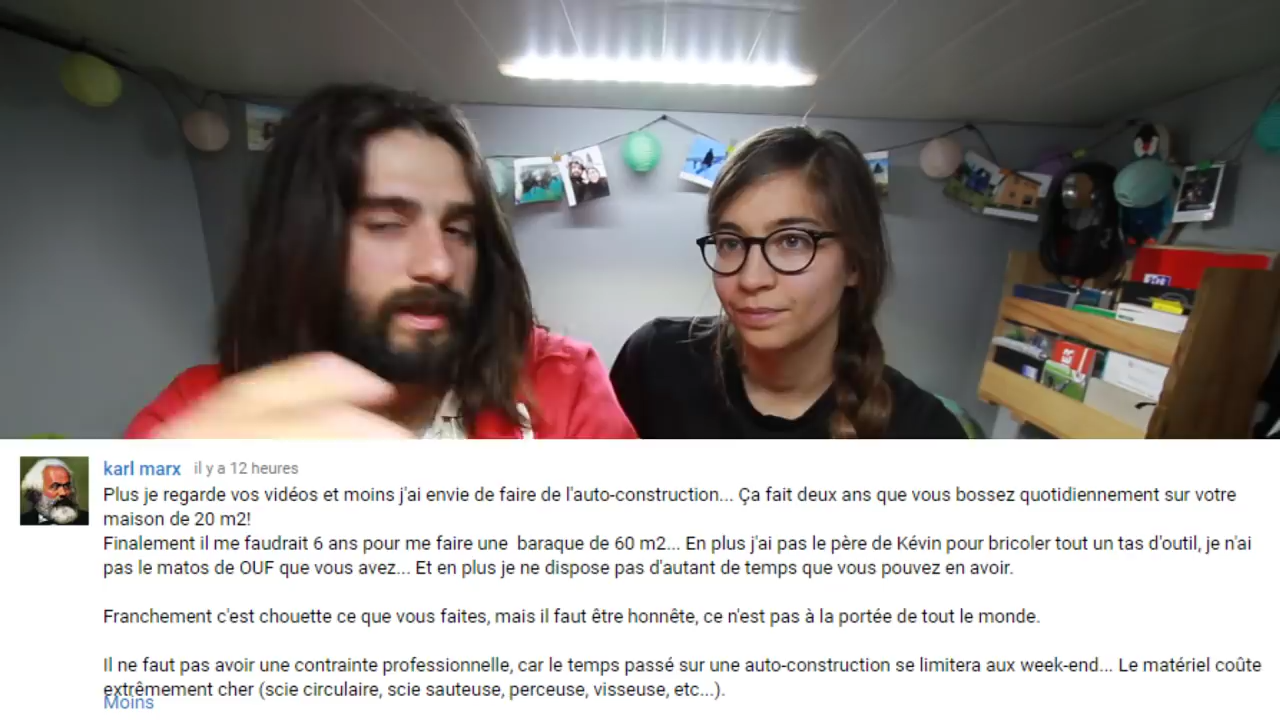 karl marx il y a 12 heures
Plus je regarde vos vidéos et moins j'ai envie de faire de l'auto-construction... Ça fait deux ans que vous bossez quotidiennement sur votre
maison de 20 m2!
Finalement il me faudrait 6 ans pour me faire une  baraque de 60 m2... En plus j'ai pas le père de Kévin pour bricoler tout un tas d'outil, je n'ai
pas le matos de OUF que vous avez... Et en plus je ne dispose pas d'autant de temps que vous pouvez en avoir.
Franchement c'est chouette ce que vous faites, mais il faut être honnête, ce n'est pas à la portée de tout le monde.
Il ne faut pas avoir une contrainte professionnelle, car le temps passé sur une auto-construction se limitera aux week-end... Le matériel coûte
extrêmement cher (scie circulaire, scie sauteuse, perceuse, visseuse, etc...).
Moins